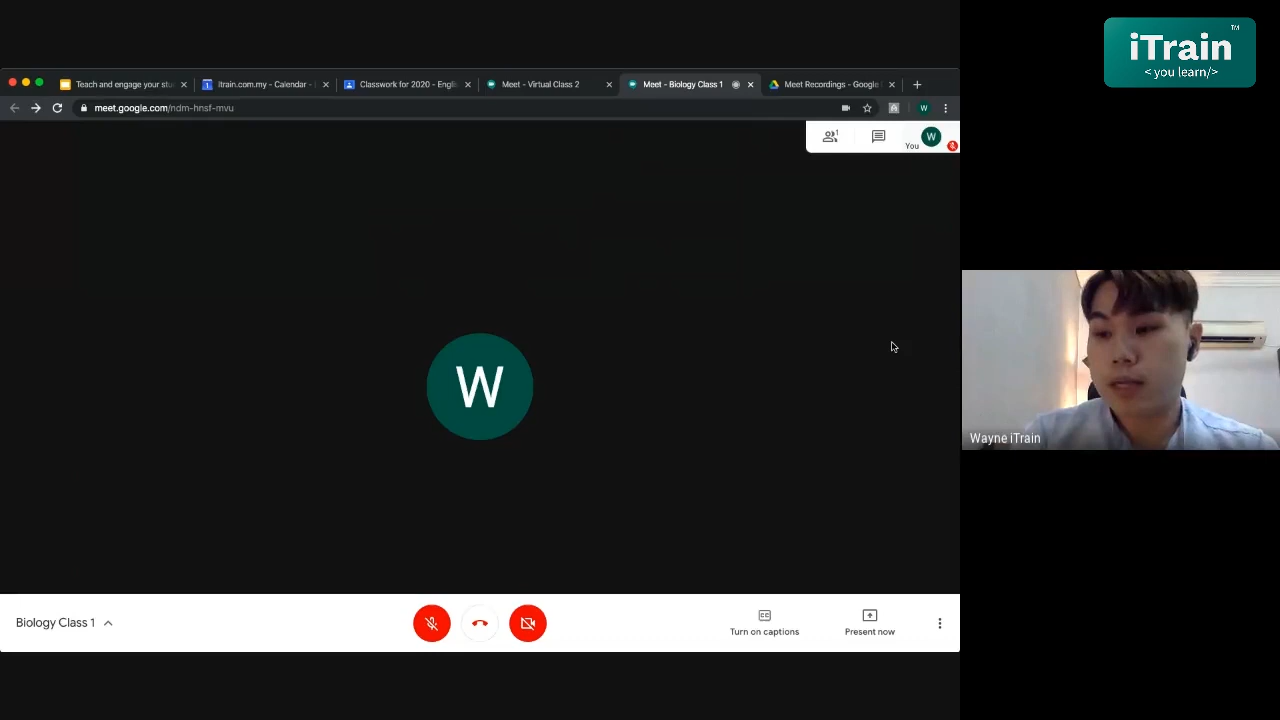 iTrain™
< you learn/>
Teach and engage your stu
itrain.com.my - Calendar -
Classwork for 2020 - Engli
Meet - Virtual Class 2
Meet - Biology Class 1
Meet Recordings - Google
meet.google.com/ndm-hnsf-mvu
W
1
You
W
W
Wayne iTrain
Biology Class 1
Turn on captions
Present now